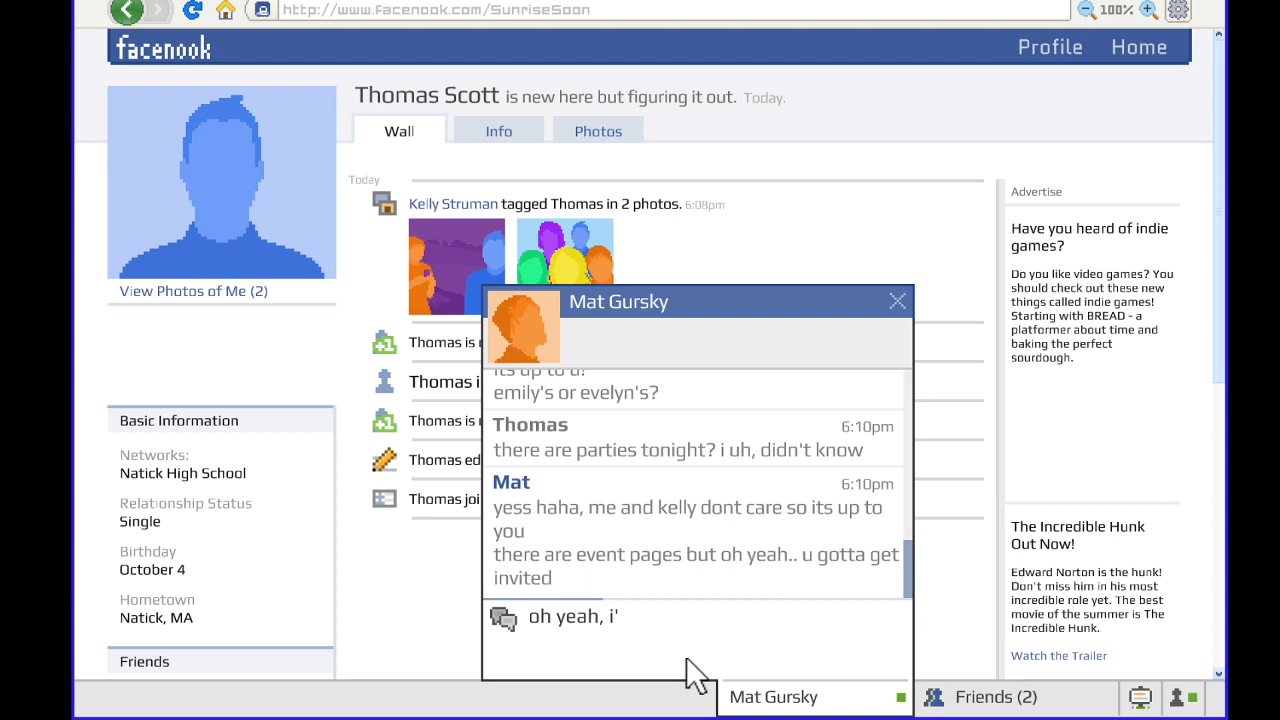 http://www.facenook.com/SunriseSoon
100%
facenook
Profile
Home
Thomas Scott is new here but figuring it out. Today.
Wall
Info
Photos
Today
Kelly Struman tagged Thomas in 2 photos. 6:08pm
View Photos of Me (2)
Thomas is
Thomas i
Thomas is
Thomas ed
Thomas joi
Basic Information
Networks:
Natick High School
Relationship Status
Single
Birthday
October 4
Hometown
Natick, MA
Friends
Mat Gursky
its up to u!
emily's or evelyn's?
Thomas 6:10pm
there are parties tonight? i uh, didn't know
Mat 6:10pm
yess haha, me and kelly dont care so its up to
you
there are event pages but oh yeah.. u gotta get
invited
oh yeah, i'
Advertise
Have you heard of indie
games?
Do you like video games? You
should check out these new
things called indie games!
Starting with BREAD - a
platformer about time and
baking the perfect
sourdough.
The Incredible Hunk
Out Now!
Edward Norton is the hunk!
Don't miss him in his most
incredible role yet. The best
movie of the summer is The
Incredible Hunk.
Watch the Trailer
Mat Gursky
Friends (2)